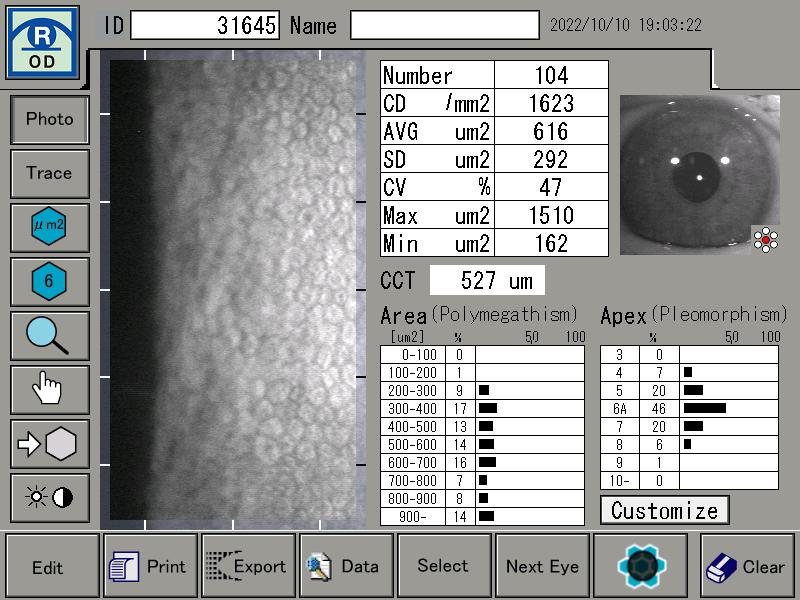 R
OD
ID 31645 Name 2022/10/10 19:03:22
Photo
Trace
μm2
6
Number 104
CD /mm2 1623
AVG um2 616
SD um2 292
CV % 47
Max um2 1510
Min um2 162
CCT 527 um
Area (Polymegathism)
[um2] % 50 100
0-100 0
100-200 1
200-300 9
300-400 17
400-500 13
500-600 14
600-700 16
700-800 7
800-900 8
900- 14
Apex (Pleomorphism)
% 50 100
3 0
4 7
5 20
6A 46
7 20
8 6
9 1
10- 0
Customize
Edit Print Export Data Select Next Eye Clear